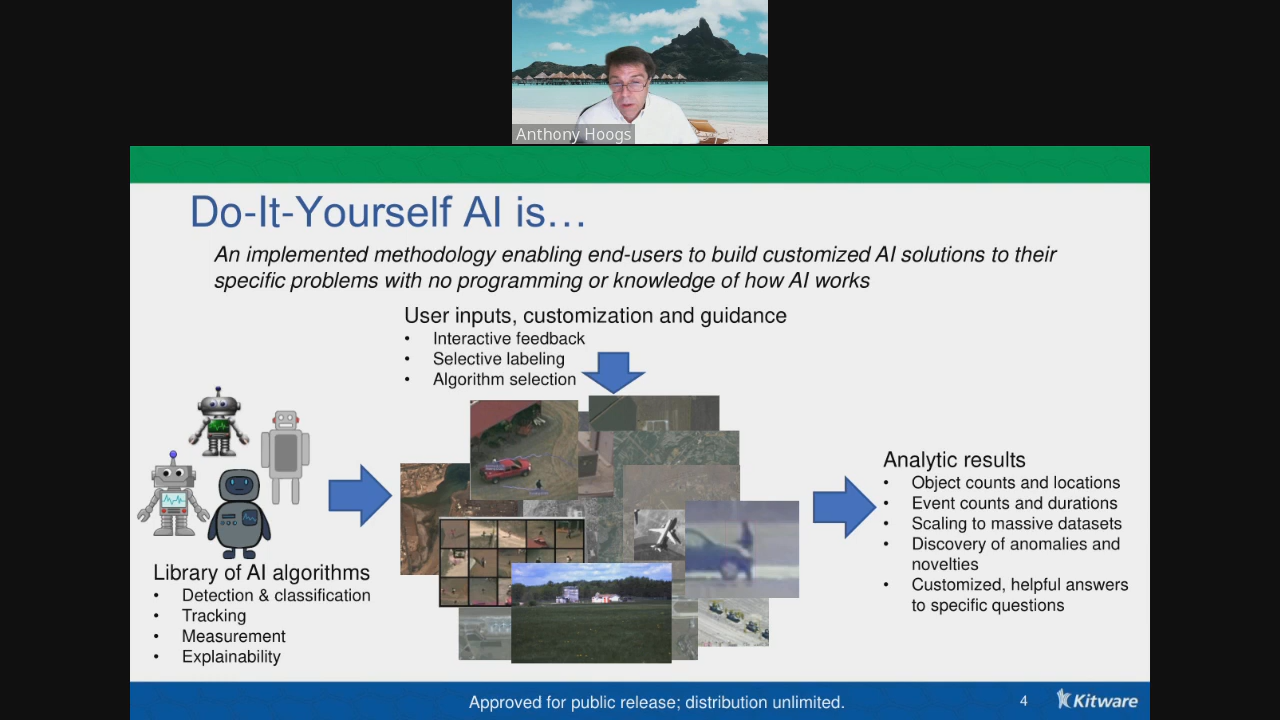 Anthony Hoogs
Do-It-Yourself AI is…
An implemented methodology enabling end-users to build customized AI solutions to their
specific problems with no programming or knowledge of how AI works
User inputs, customization and guidance
• Interactive feedback
• Selective labeling
• Algorithm selection
Library of AI algorithms
• Detection & classification
• Tracking
• Measurement
• Explainability
Analytic results
• Object counts and locations
• Event counts and durations
• Scaling to massive datasets
• Discovery of anomalies and
novelties
• Customized, helpful answers
to specific questions
Approved for public release; distribution unlimited.
4
Kitware